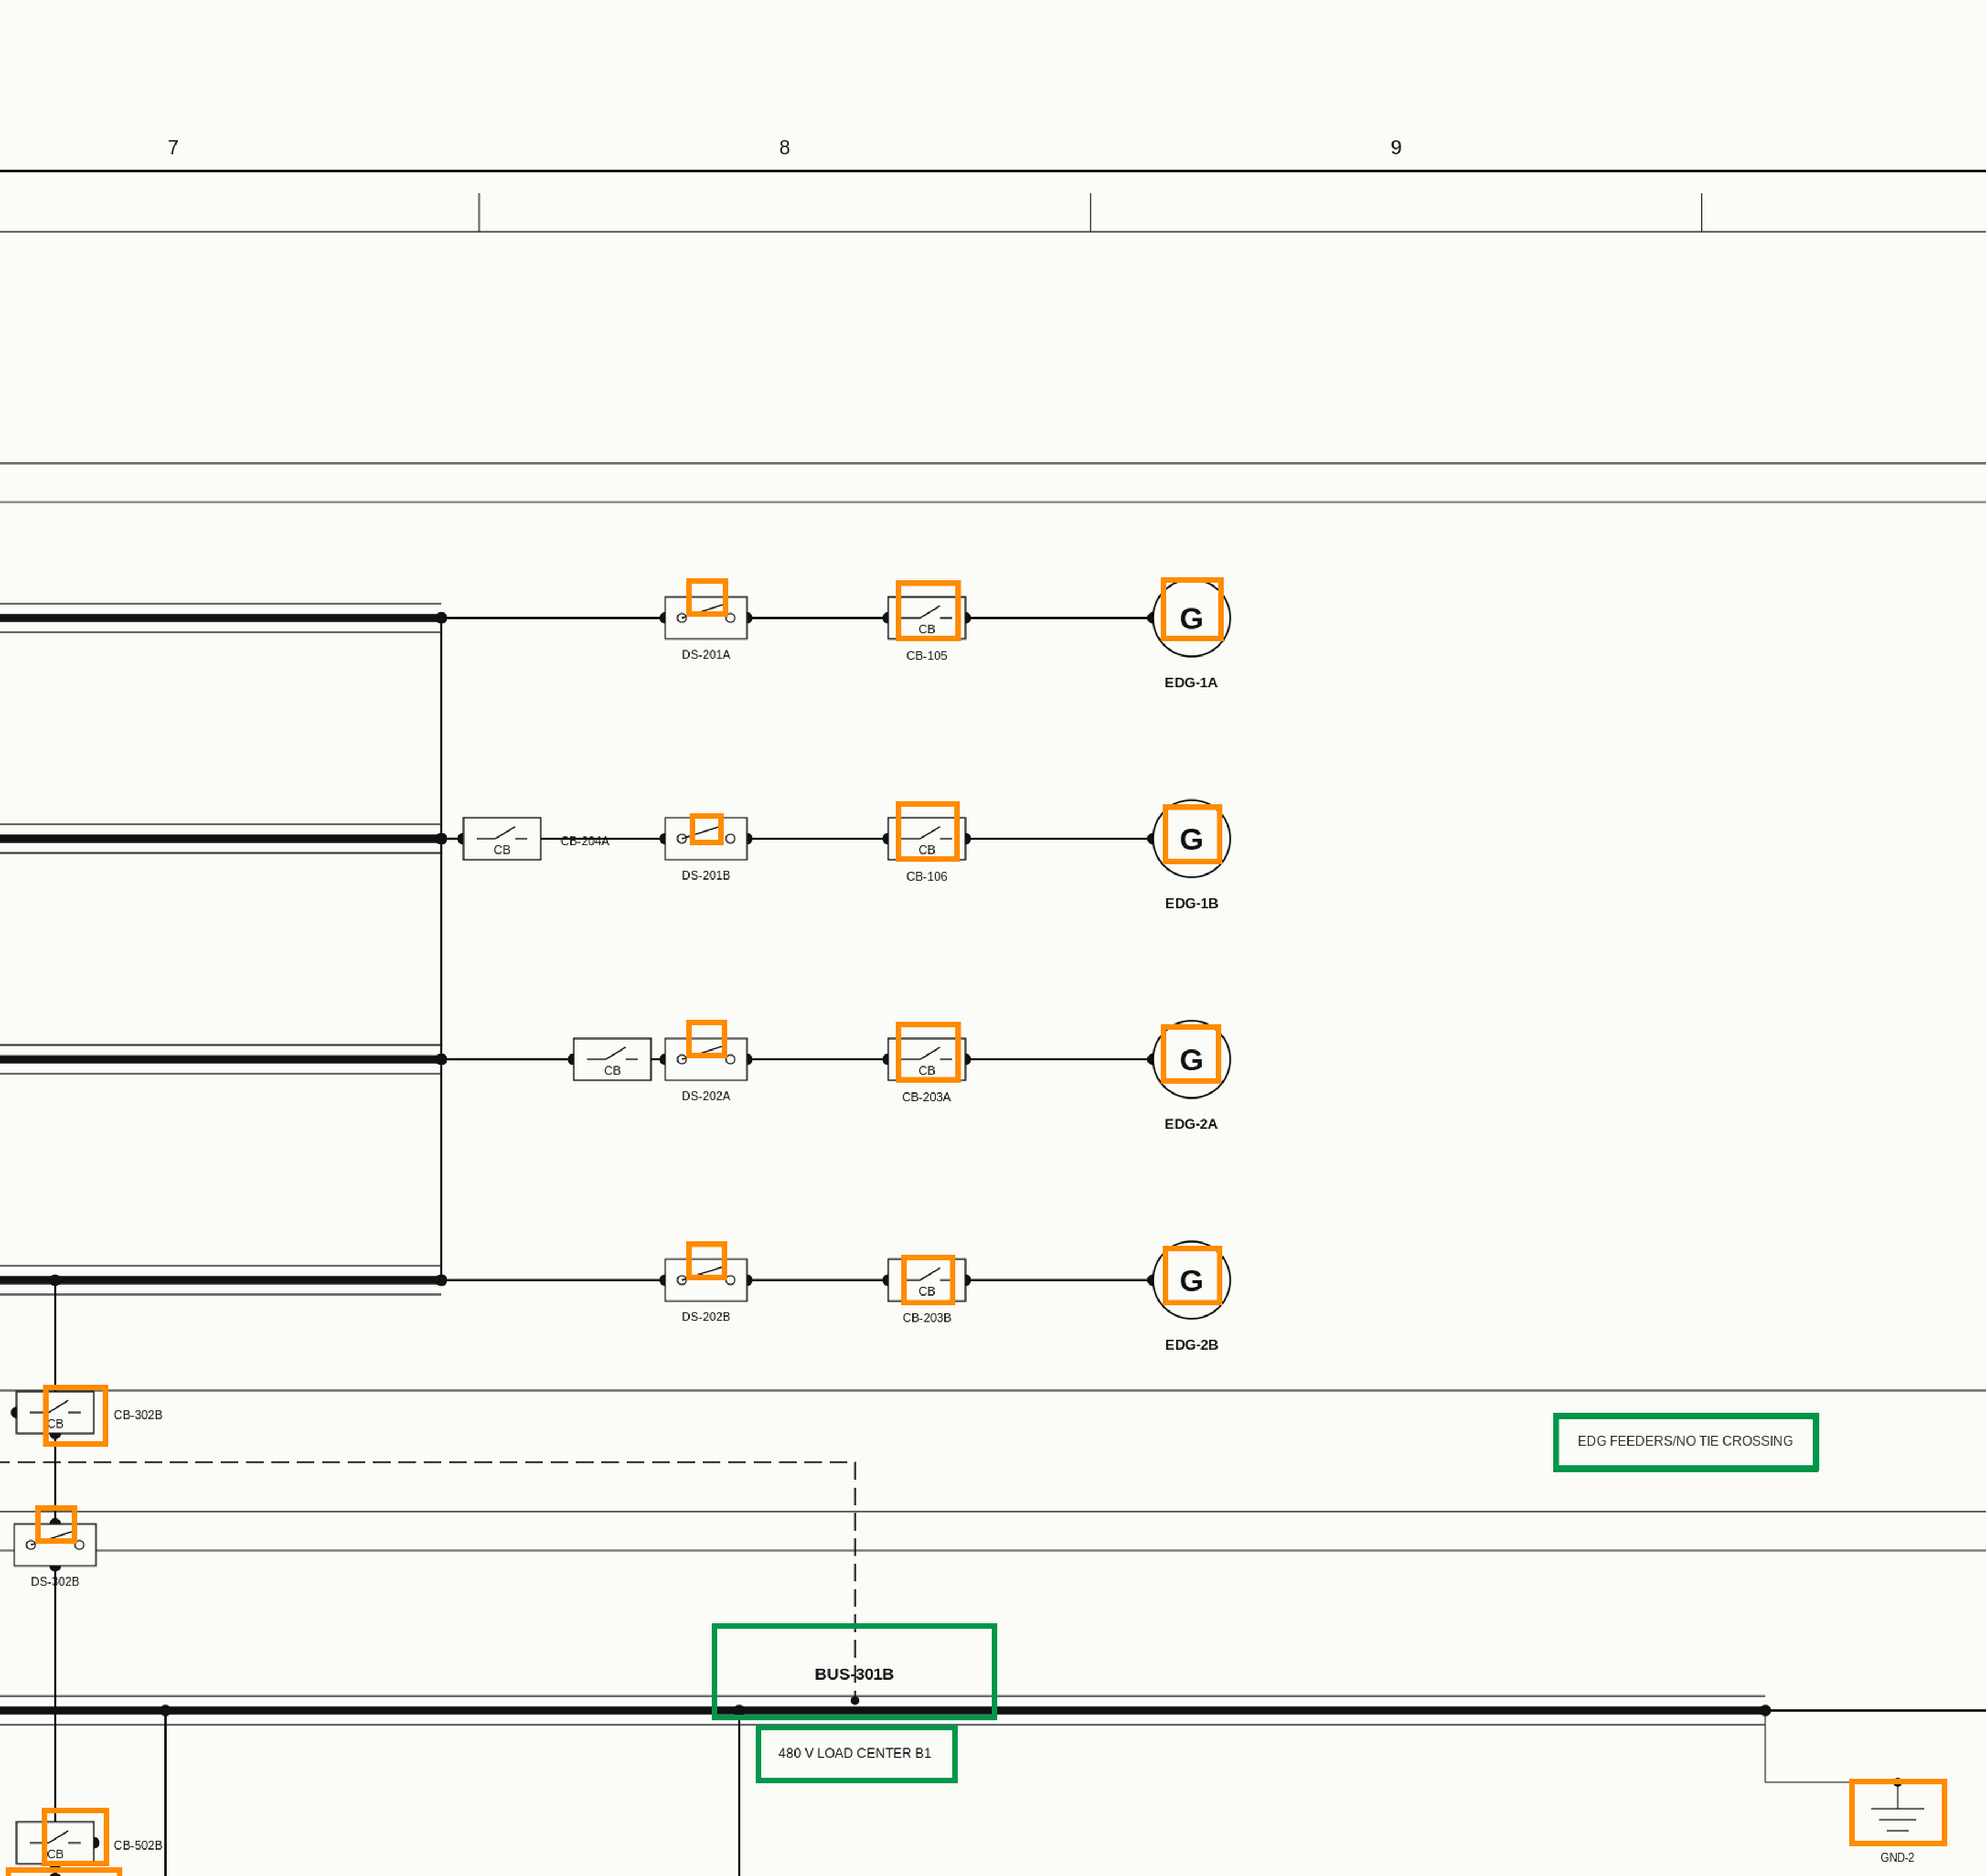 7
8
9
G
CB
DS-201A
CB-105
EDG-1A
G
CB-204A
CB
CB
DS-201B
CB-106
EDG-1B
G
CB
CB
DS-202A
CB-203A
EDG-2A
G
CB
DS-202B
CB-203B
EDG-2B
CB-302B
CB
EDG FEEDERS/NO TIE CROSSING
DS-302B
BUS-301B
480 V LOAD CENTER B1
CB-502B
CB
GND-2